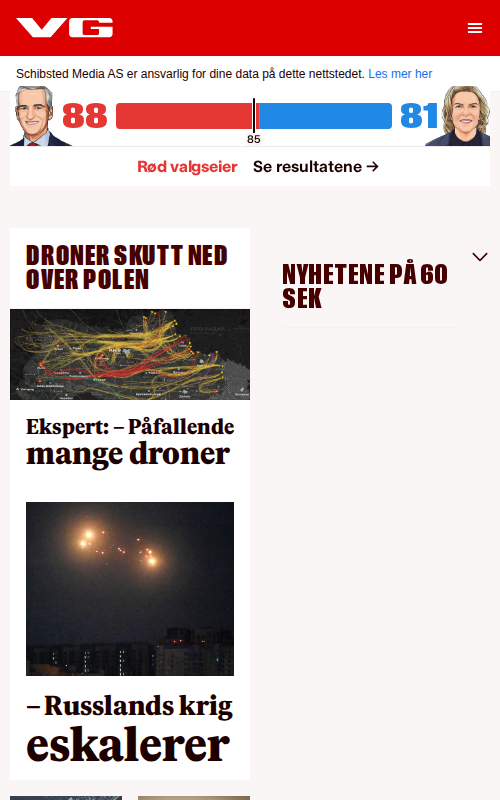 VG
Schibsted Media AS er ansvarlig for dine data på dette nettstedet. Les mer her
88
81
85
Rød valgseier Se resultatene →
DRONER SKUTT NED
OVER POLEN
Ekspert: – Påfallende
mange droner
– Russlands krig
eskalerer
NYHETENE PÅ 60
SEK